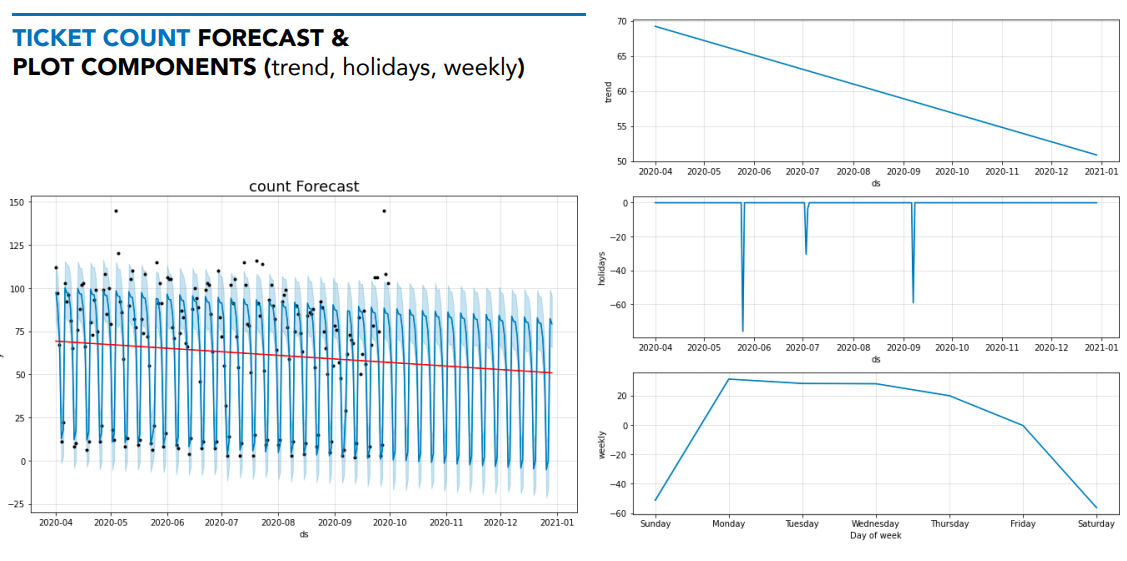 TICKET COUNT FORECAST &
PLOT COMPONENTS (trend, holidays, weekly)
count Forecast
150
125
100
75
50
25
0
−25
y
2020-04 2020-05 2020-06 2020-07 2020-08 2020-09 2020-10 2020-11 2020-12 2021-01
ds
70
65
60
55
50
trend
2020-04 2020-05 2020-06 2020-07 2020-08 2020-09 2020-10 2020-11 2020-12 2021-01
ds
0
−20
−40
−60
holidays
2020-04 2020-05 2020-06 2020-07 2020-08 2020-09 2020-10 2020-11 2020-12 2021-01
ds
20
0
−20
−40
−60
weekly
Sunday Monday Tuesday Wednesday Thursday Friday Saturday
Day of week